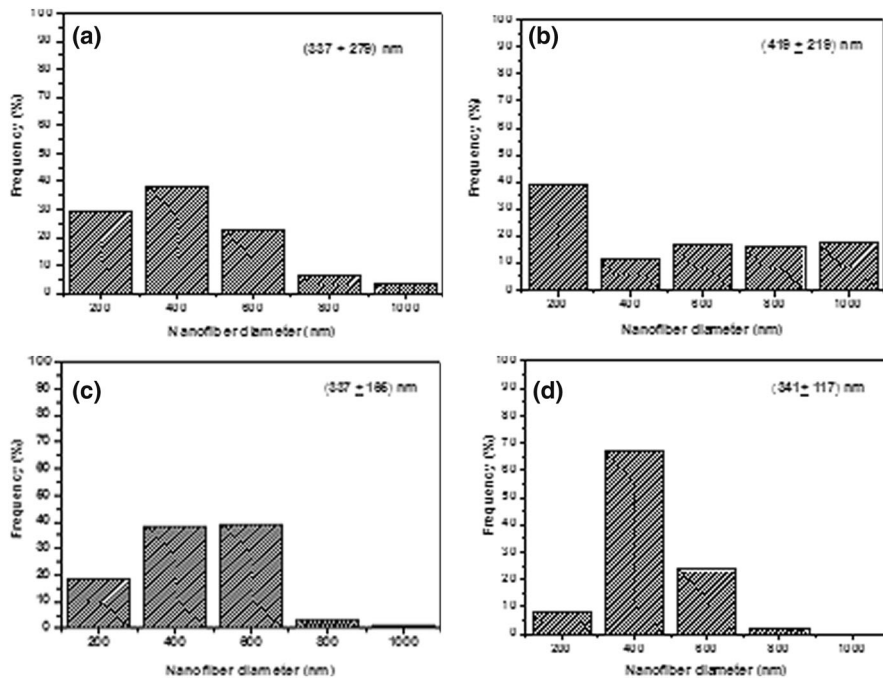 (a)
(337 + 279) nm
Frequency (%)
100
90
80
70
60
50
40
30
20
10
0
200 400 600 800 1000
Nanofiber diameter (nm)
(b)
(419 ± 219) nm
Frequency (%)
100
90
80
70
60
50
40
30
20
10
0
200 400 600 800 1000
Nanofiber diameter (nm)
(c)
(337 ± 165) nm
Frequency (%)
100
90
80
70
60
50
40
30
20
10
0
200 400 600 800 1000
Nanofiber diameter (nm)
(d)
(341± 117) nm
Frequency (%)
100
90
80
70
60
50
40
30
20
10
0
200 400 600 800 1000
Nanofiber diameter (nm)